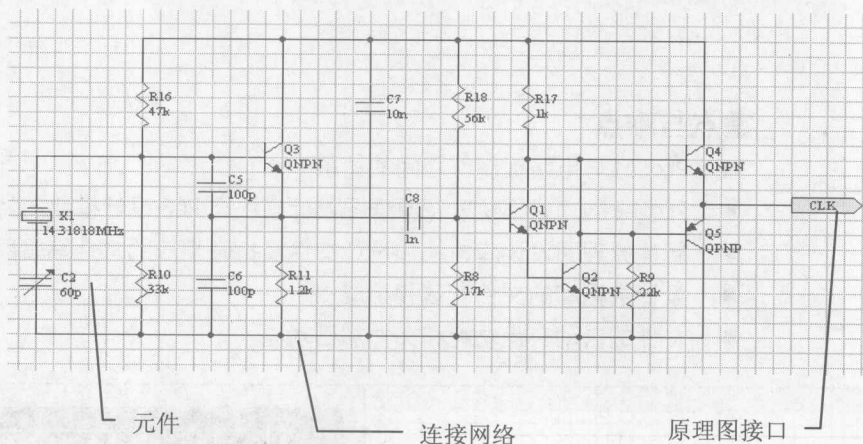 R16
47k
C7
10n
R18
56k
R17
1k
Q3
QNPN
Q4
QNPN
C5
100p
C8
1n
Q1
QNPN
CLK
X1
14.31818MHz
Q5
QPNP
C2
60p
R10
33k
C6
100p
R11
1.2k
R8
17k
Q2
QNPN
R9
22k
元件
连接网络
原理图接口